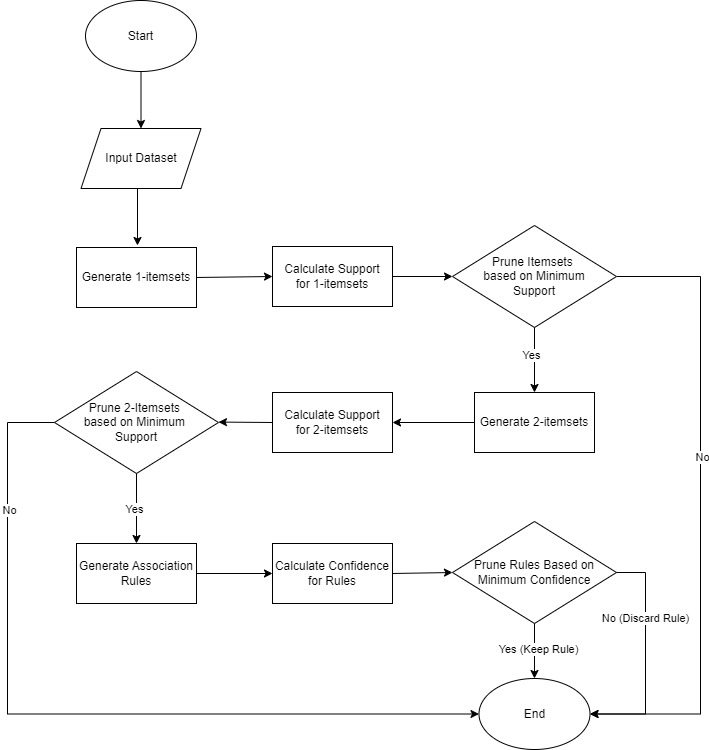 Start
Input Dataset
Generate 1-itemsets
Calculate Support
for 1-itemsets
Prune Itemsets
based on Minimum
Support
Yes
No
Generate 2-itemsets
Calculate Support
for 2-itemsets
Prune 2-Itemsets
based on Minimum
Support
No
Yes
Generate Association
Rules
Calculate Confidence
for Rules
Prune Rules Based on
Minimum Confidence
No (Discard Rule)
Yes (Keep Rule)
End